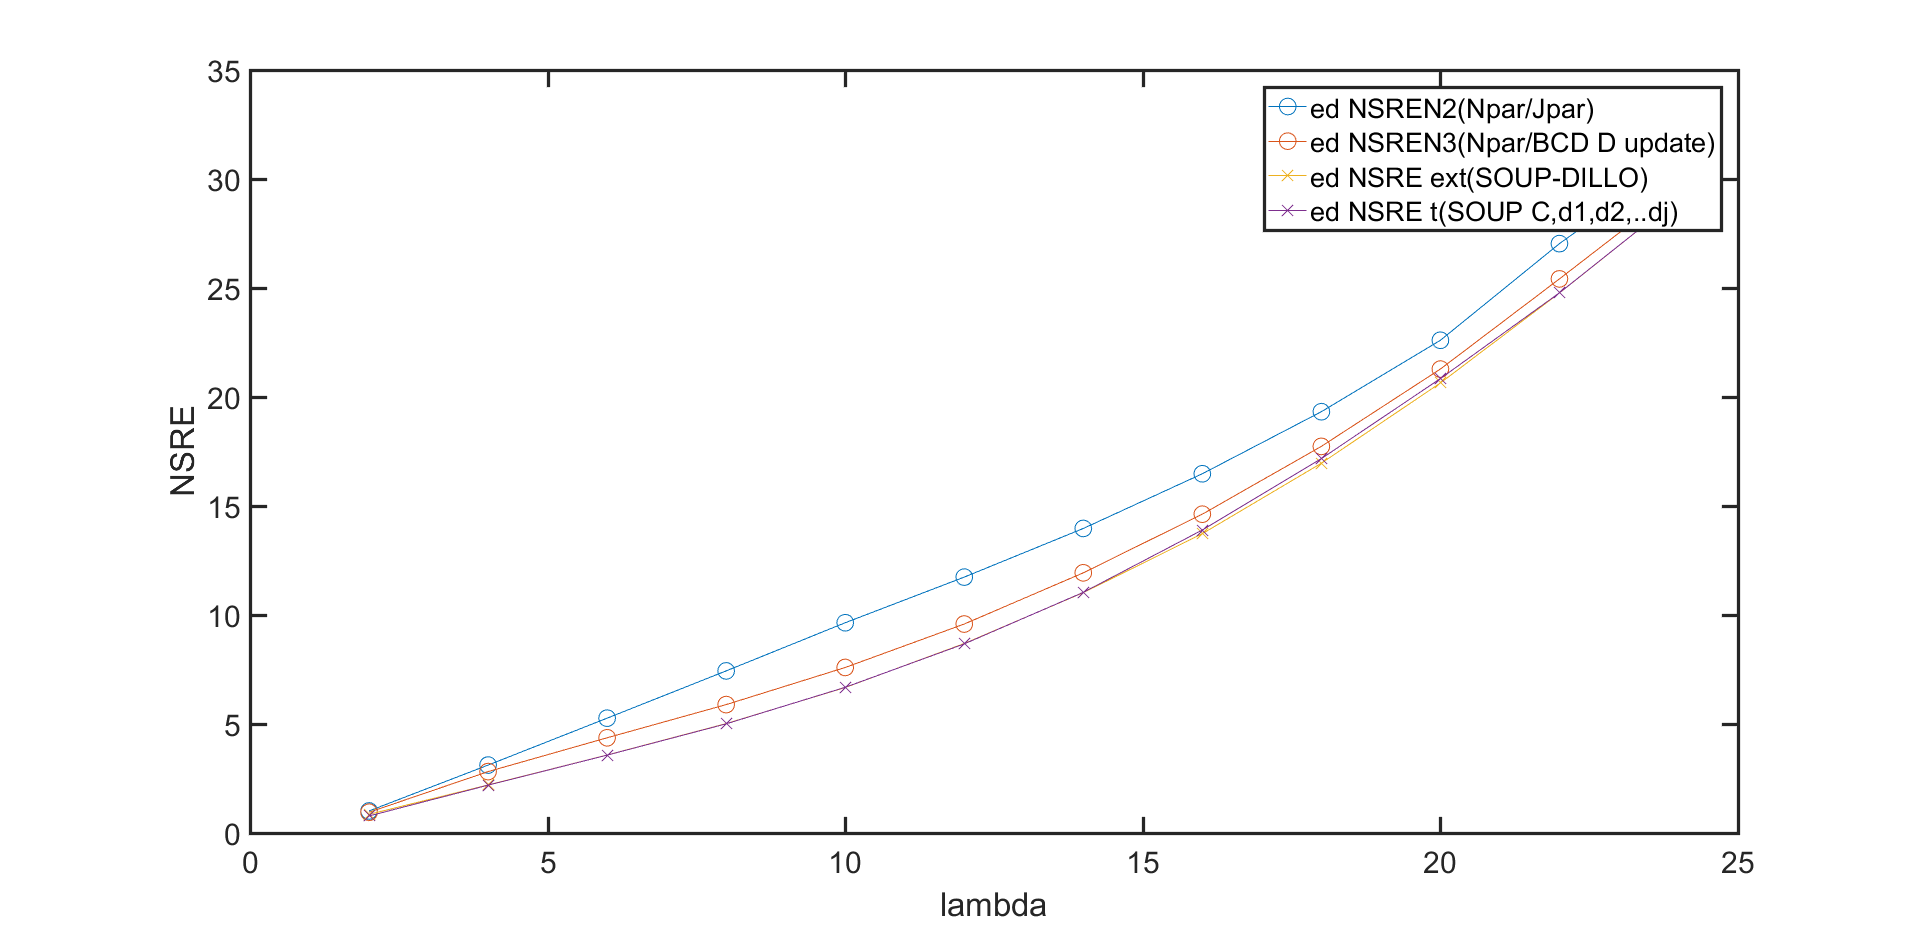 35
30
25
20
15
10
5
0
NSRE
ed NSREN2(Npar/Jpar)
ed NSREN3(Npar/BCD D update)
ed NSRE ext(SOUP-DILLO)
ed NSRE t(SOUP C,d1,d2,..dj)
0 5 10 15 20 25
lambda